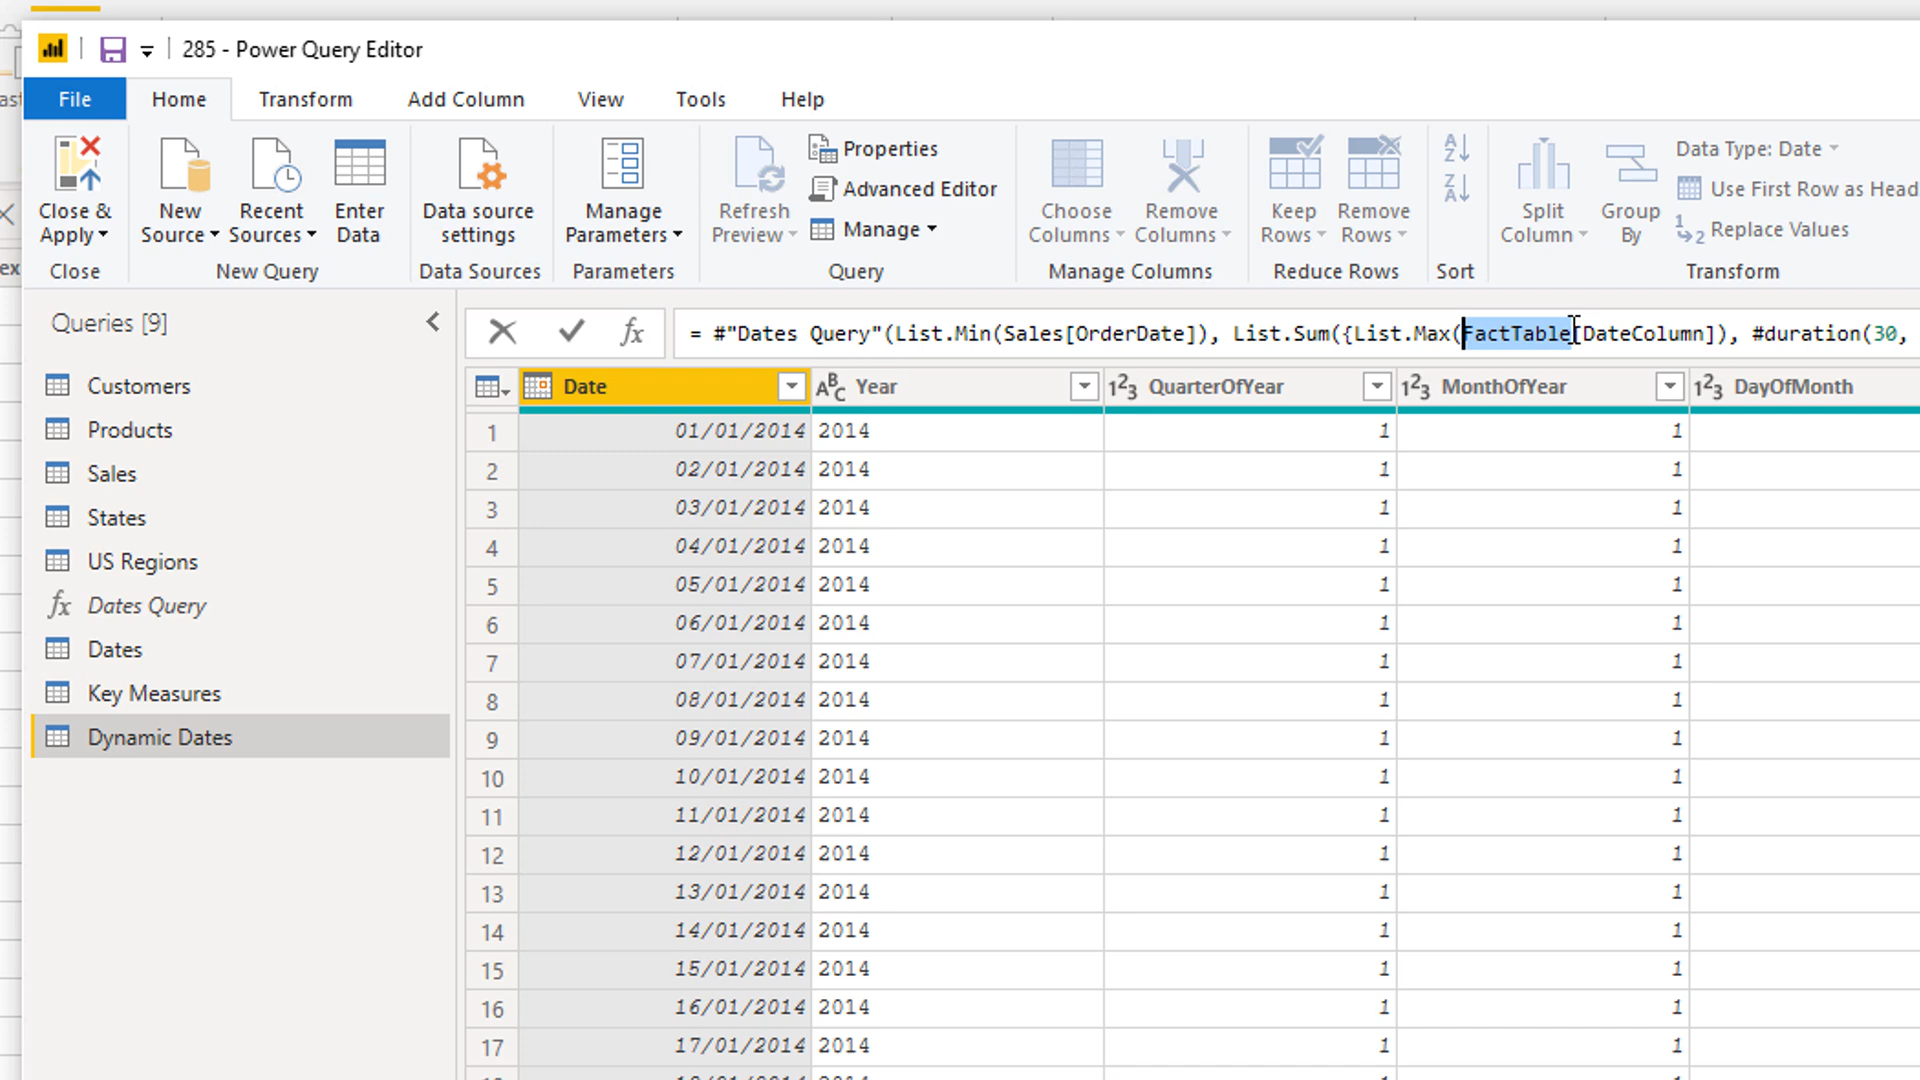 285 - Power Query Editor
File Home Transform Add Column View Tools Help
Close & Apply
New Source
Recent Sources
Enter Data
Data source settings
Manage Parameters
Refresh Preview
Properties
Advanced Editor
Manage
Choose Columns
Remove Columns
Keep Rows
Remove Rows
A Z
Z A
Split Column
Group By
Data Type: Date
Use First Row as Head
1 2 Replace Values
Close New Query Data Sources Parameters Query Manage Columns Reduce Rows Sort Transform
Queries [9]
Customers
Products
Sales
States
US Regions
fx Dates Query
Dates
Key Measures
Dynamic Dates
fx = #"Dates Query"(List.Min(Sales[OrderDate]), List.Sum({List.Max(FactTable[DateColumn]), #duration(30,
Date ABC Year 123 QuarterOfYear 123 MonthOfYear 123 DayOfMonth
1 01/01/2014 2014 1 1
2 02/01/2014 2014 1 1
3 03/01/2014 2014 1 1
4 04/01/2014 2014 1 1
5 05/01/2014 2014 1 1
6 06/01/2014 2014 1 1
7 07/01/2014 2014 1 1
8 08/01/2014 2014 1 1
9 09/01/2014 2014 1 1
10 10/01/2014 2014 1 1
11 11/01/2014 2014 1 1
12 12/01/2014 2014 1 1
13 13/01/2014 2014 1 1
14 14/01/2014 2014 1 1
15 15/01/2014 2014 1 1
16 16/01/2014 2014 1 1
17 17/01/2014 2014 1 1